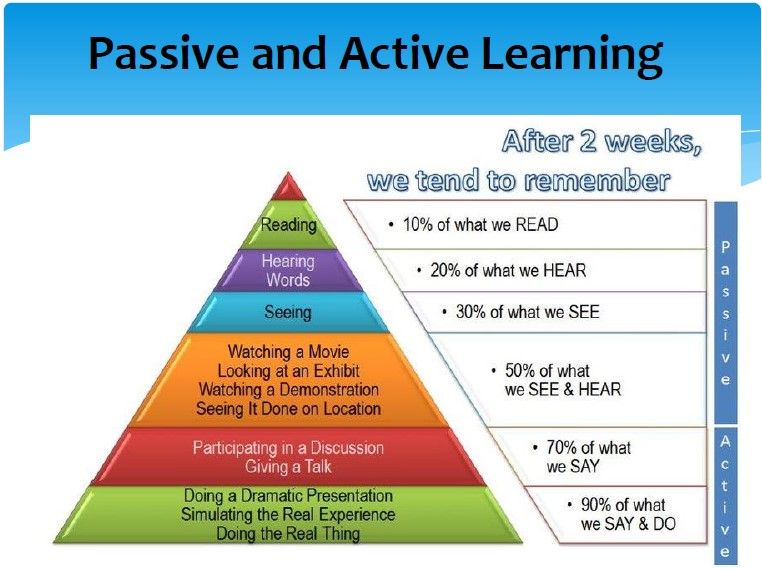 Passive and Active Learning
After 2 weeks,
we tend to remember
Reading
• 10% of what we READ
Hearing
Words
• 20% of what we HEAR
Seeing
• 30% of what we SEE
Watching a Movie
Looking at an Exhibit
Watching a Demonstration
Seeing It Done on Location
• 50% of what
we SEE & HEAR
Participating in a Discussion
Giving a Talk
• 70% of what
we SAY
Doing a Dramatic Presentation
Simulating the Real Experience
Doing the Real Thing
• 90% of what
we SAY & DO
Passive
Active